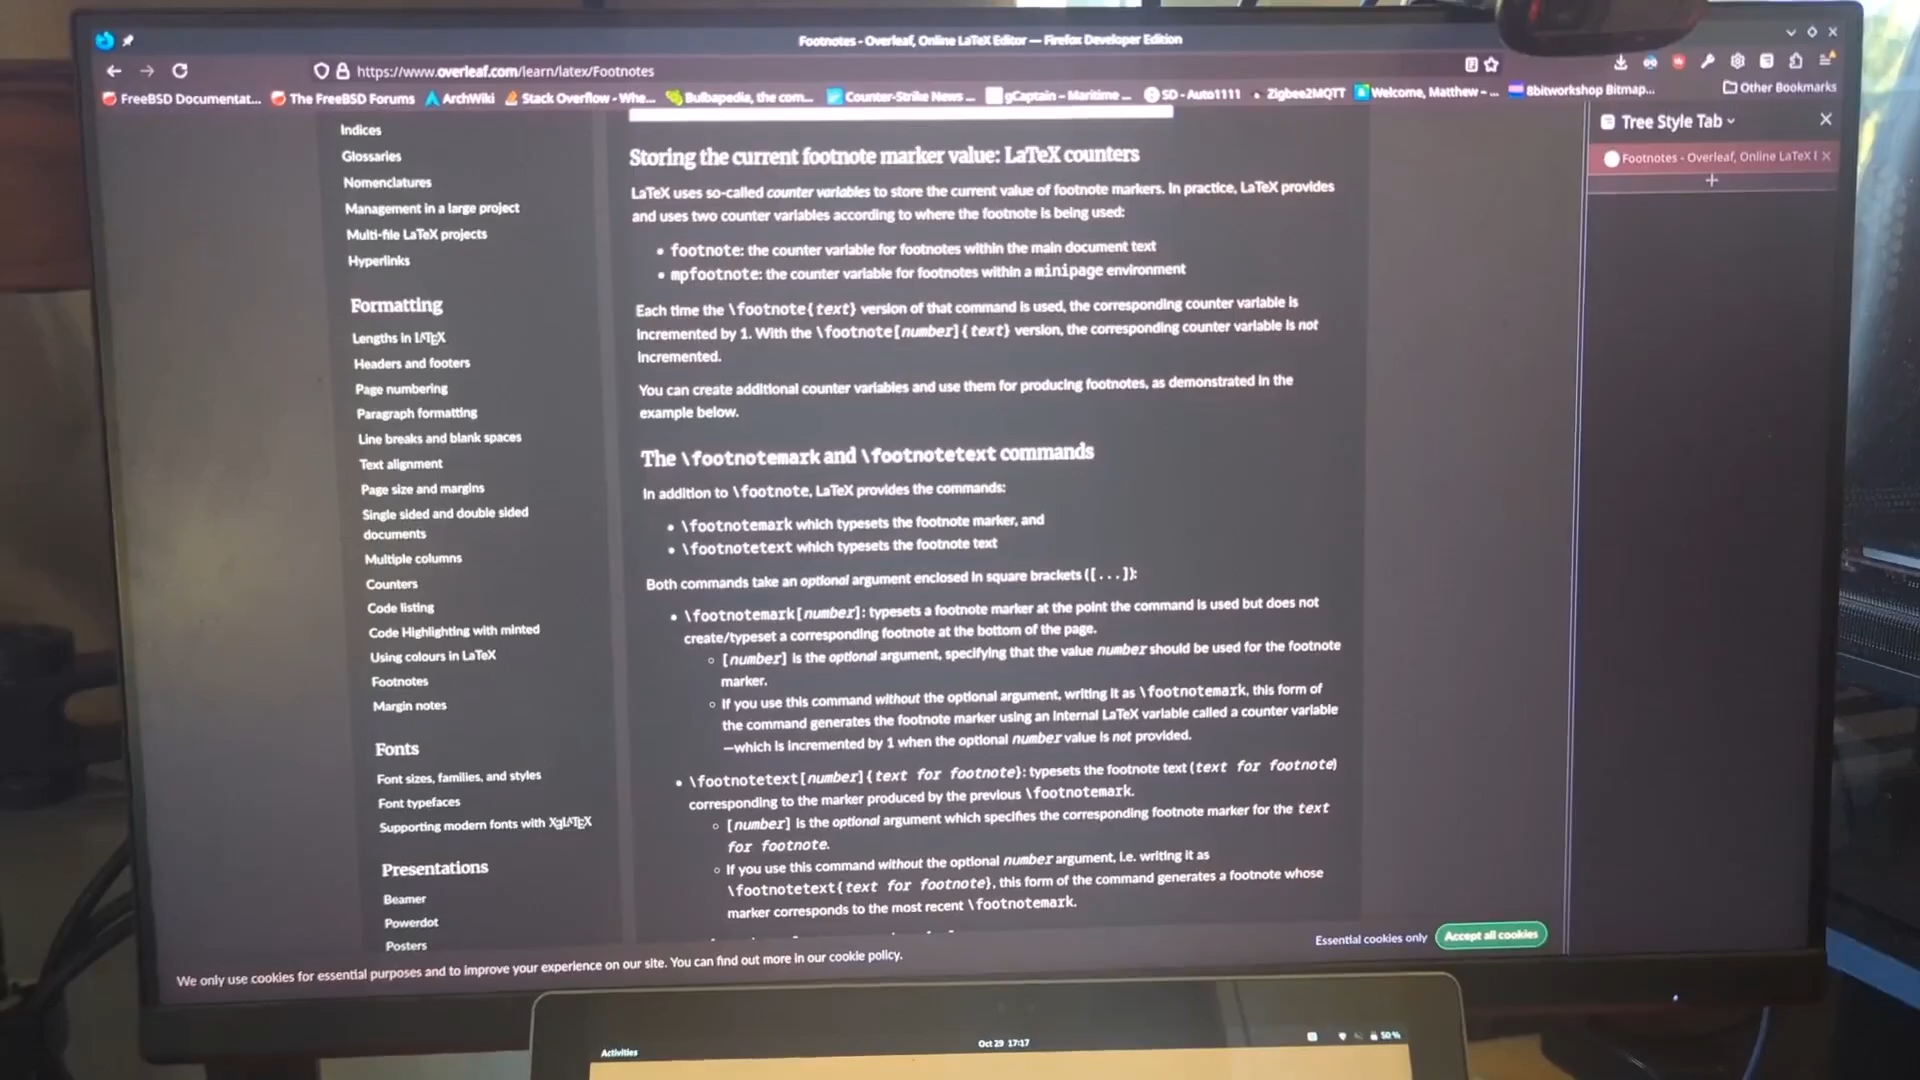 Footnotes - Overleaf, Online LaTeX Editor — Firefox Developer Edition
https://www.overleaf.com/learn/latex/Footnotes
FreeBSD Documentat... The FreeBSD Forums ArchWiki Stack Overflow - Whe... Bulbapedia, the com... Counter-Strike News ... gCaptain – Maritime ... SD - Auto1111 Zigbee2MQTT Welcome, Matthew – ... 8bitworkshop Bitmap... Other Bookmarks
Tree Style Tab
Footnotes - Overleaf, Online LaTeX
Indices
Glossaries
Nomenclatures
Management in a large project
Multi-file LaTeX projects
Hyperlinks
Formatting
Lengths in LATEX
Headers and footers
Page numbering
Paragraph formatting
Line breaks and blank spaces
Text alignment
Page size and margins
Single sided and double sided
documents
Multiple columns
Counters
Code listing
Code Highlighting with minted
Using colours in LaTeX
Footnotes
Margin notes
Fonts
Font sizes, families, and styles
Font typefaces
Supporting modern fonts with XƎLATEX
Presentations
Beamer
Powerdot
Posters
Storing the current footnote marker value: LaTeX counters
LaTeX uses so-called counter variables to store the current value of footnote markers. In practice, LaTeX provides
and uses two counter variables according to where the footnote is being used:
• footnote: the counter variable for footnotes within the main document text
• mpfootnote: the counter variable for footnotes within a minipage environment
Each time the \footnote{text} version of that command is used, the corresponding counter variable is
incremented by 1. With the \footnote[number]{text} version, the corresponding counter variable is not
incremented.
You can create additional counter variables and use them for producing footnotes, as demonstrated in the
example below.
The \footnotemark and \footnotetext commands
In addition to \footnote, LaTeX provides the commands:
• \footnotemark which typesets the footnote marker, and
• \footnotetext which typesets the footnote text
Both commands take an optional argument enclosed in square brackets ([...]):
• \footnotemark[number]: typesets a footnote marker at the point the command is used but does not
create/typeset a corresponding footnote at the bottom of the page.
◦ [number] is the optional argument, specifying that the value number should be used for the footnote
marker.
◦ If you use this command without the optional argument, writing it as \footnotemark, this form of
the command generates the footnote marker using an internal LaTeX variable called a counter variable
—which is incremented by 1 when the optional number value is not provided.
• \footnotetext[number]{text for footnote}: typesets the footnote text (text for footnote)
corresponding to the marker produced by the previous \footnotemark.
◦ [number] is the optional argument which specifies the corresponding footnote marker for the text
for footnote.
◦ If you use this command without the optional number argument, i.e. writing it as
\footnotetext{text for footnote}, this form of the command generates a footnote whose
marker corresponds to the most recent \footnotemark.
We only use cookies for essential purposes and to improve your experience on our site. You can find out more in our cookie policy.
Essential cookies only
Accept all cookies
Activities
Oct 29 17:17
50 %